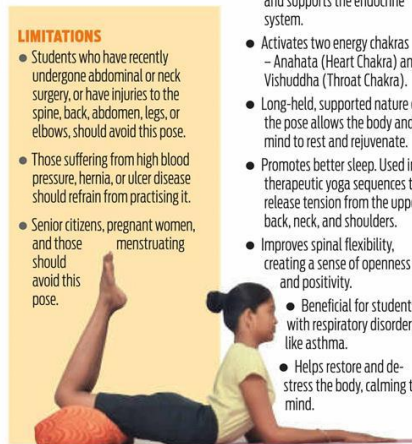 LIMITATIONS
● Students who have recently
undergone abdominal or neck
surgery, or have injuries to the
spine, back, abdomen, legs, or
elbows, should avoid this pose.
● Those suffering from high blood
pressure, hernia, or ulcer disease
should refrain from practising it.
● Senior citizens, pregnant women,
and those menstruating
should
avoid this
pose.
and supports the endocrine
system.
● Activates two energy chakras
– Anahata (Heart Chakra) and
Vishuddha (Throat Chakra).
● Long-held, supported nature
the pose allows the body and
mind to rest and rejuvenate.
● Promotes better sleep. Used in
therapeutic yoga sequences
release tension from the
back, neck, and shoulders.
● Improves spinal flexibility,
creating a sense of openness
and positivity.
● Beneficial for
with respiratory
like asthma.
● Helps restore and de-
stress the body, calming
mind.